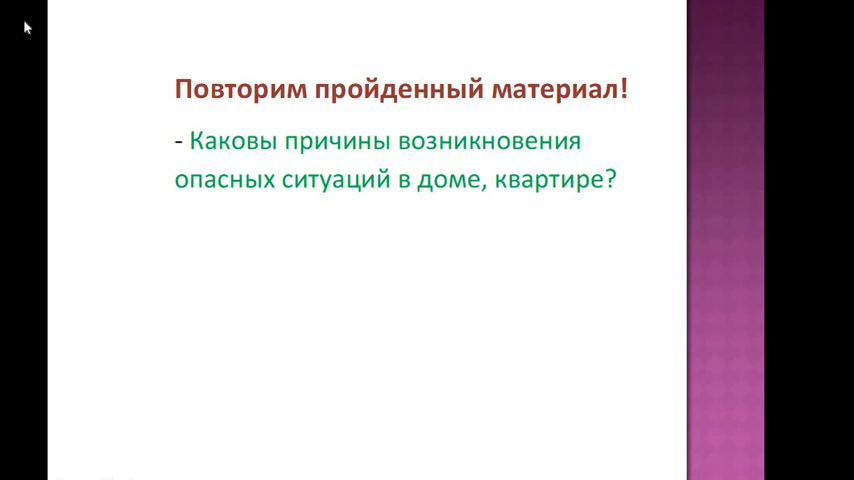 Повторим пройденный материал!
- Каковы причины возникновения
опасных ситуаций в доме, квартире?